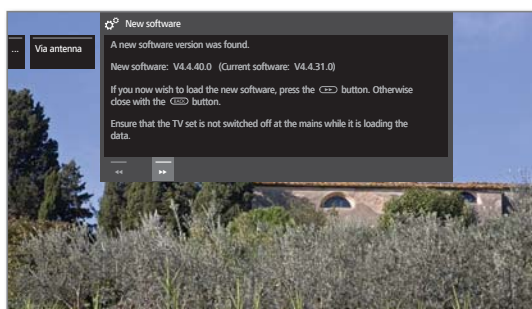 New software
... Via antenna
A new software version was found.
New software: V4.4.40.0 (Current software: V4.4.31.0)
If you now wish to load the new software, press the ▸▸ button. Otherwise
close with the BACK button.
Ensure that the TV set is not switched off at the mains while it is loading the
data.